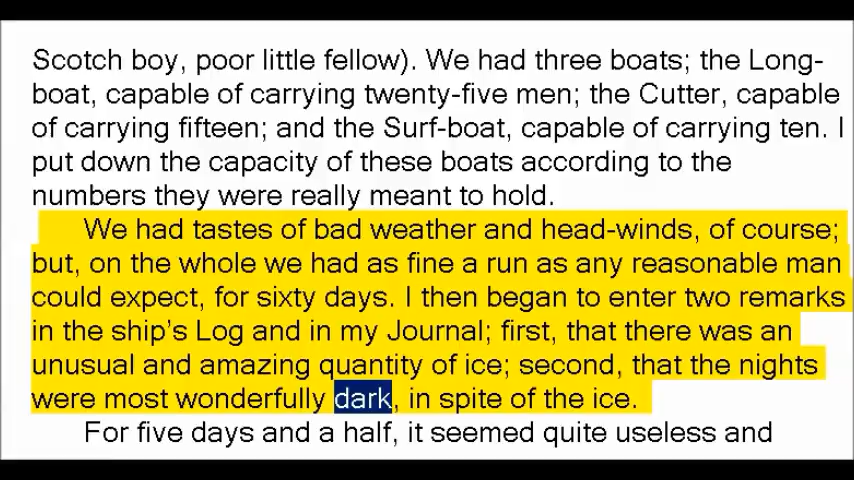 Scotch boy, poor little fellow). We had three boats; the Long-
boat, capable of carrying twenty-five men; the Cutter, capable
of carrying fifteen; and the Surf-boat, capable of carrying ten. I
put down the capacity of these boats according to the
numbers they were really meant to hold.
We had tastes of bad weather and head-winds, of course;
but, on the whole we had as fine a run as any reasonable man
could expect, for sixty days. I then began to enter two remarks
in the ship’s Log and in my Journal; first, that there was an
unusual and amazing quantity of ice; second, that the nights
were most wonderfully dark, in spite of the ice.
For five days and a half, it seemed quite useless and